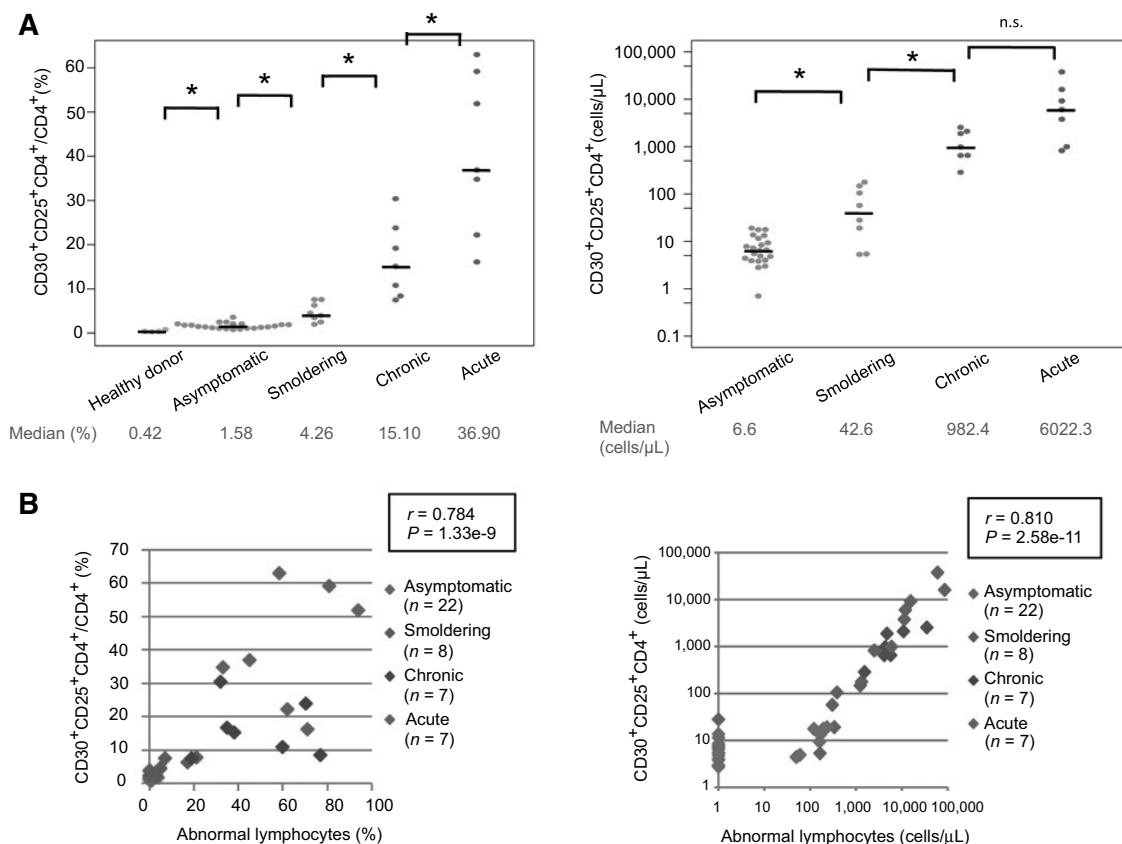 A
CD30⁺CD25⁺CD4⁺/CD4⁺(%)
60
50
40
30
20
10
0
*
*
*
*
Healthy donor
Asymptomatic
Smoldering
Chronic
Acute
Median (%) 0.42 1.58 4.26 15.10 36.90
CD30⁺CD25⁺CD4⁺(cells/μL)
100,000
10,000
1,000
100
10
1
0.1
*
*
n.s.
Asymptomatic
Smoldering
Chronic
Acute
Median 6.6 42.6 982.4 6022.3
(cells/μL)
B
r = 0.784
P = 1.33e-9
CD30⁺CD25⁺CD4⁺/CD4⁺ (%)
70
60
50
40
30
20
10
0
0 20 40 60 80 100
Abnormal lymphocytes (%)
Asymptomatic
(n = 22)
Smoldering
(n = 8)
Chronic
(n = 7)
Acute
(n = 7)
r = 0.810
P = 2.58e-11
CD30⁺CD25⁺CD4⁺ (cells/μL)
100,000
10,000
1,000
100
10
1
1 10 100 1,000 10,000 100,000
Abnormal lymphocytes (cells/μL)
Asymptomatic
(n = 22)
Smoldering
(n = 8)
Chronic
(n = 7)
Acute
(n = 7)